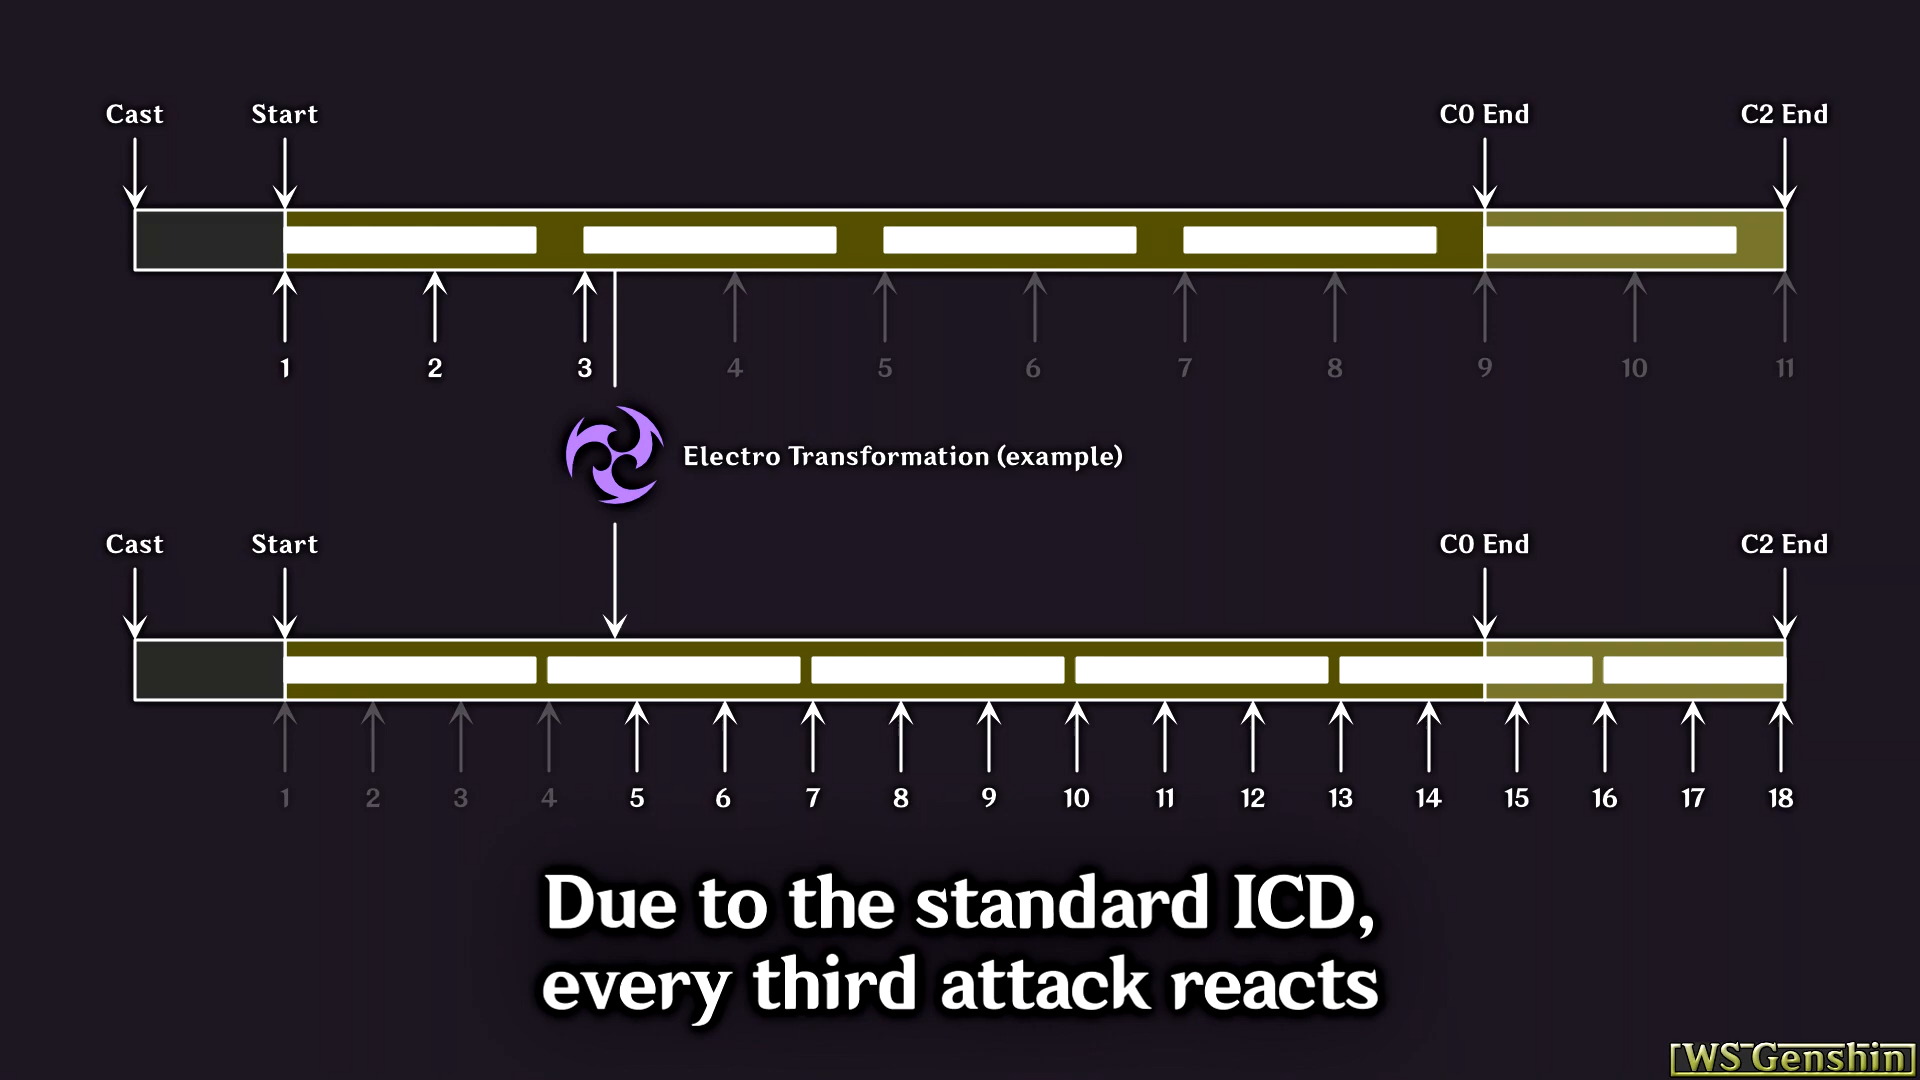 Cast Start C0 End C2 End
1 2 3 4 5 6 7 8 9 10 11
Electro Transformation (example)
Cast Start C0 End C2 End
1 2 3 4 5 6 7 8 9 10 11 12 13 14 15 16 17 18
Due to the standard ICD,
every third attack reacts
WS Genshin